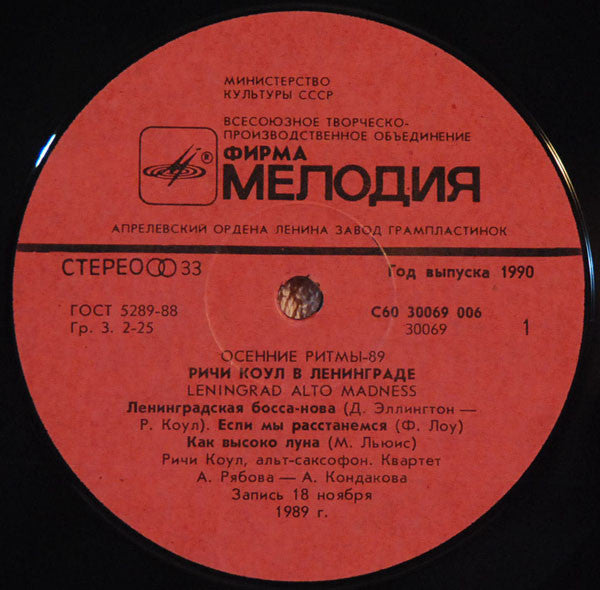 МИНИСТЕРСТВО
КУЛЬТУРЫ СССР
ВСЕСОЮЗНОЕ ТВОРЧЕСКО-
ПРОИЗВОДСТВЕННОЕ ОБЪЕДИНЕНИЕ
®
ФИРМА
МЕЛОДИЯ
АПРЕЛЕВСКИЙ ОРДЕНА ЛЕНИНА ЗАВОД ГРАМПЛАСТИНОК
СТЕРЕО 33
Год выпуска 1990
ГОСТ 5289-88
Гр. 3. 2-25
С60 30069 006
30069
1
ОСЕННИЕ РИТМЫ-89
РИЧИ КОУЛ В ЛЕНИНГРАДЕ
LENINGRAD ALTO MADNESS
Ленинградская босса-нова (Д. Эллингтон —
Р. Коул). Если мы расстанемся (Ф. Лоу)
Как высоко луна (М. Льюис)
Ричи Коул, альт-саксофон. Квартет
А. Рябова — А. Кондакова
Запись 18 ноября
1989 г.